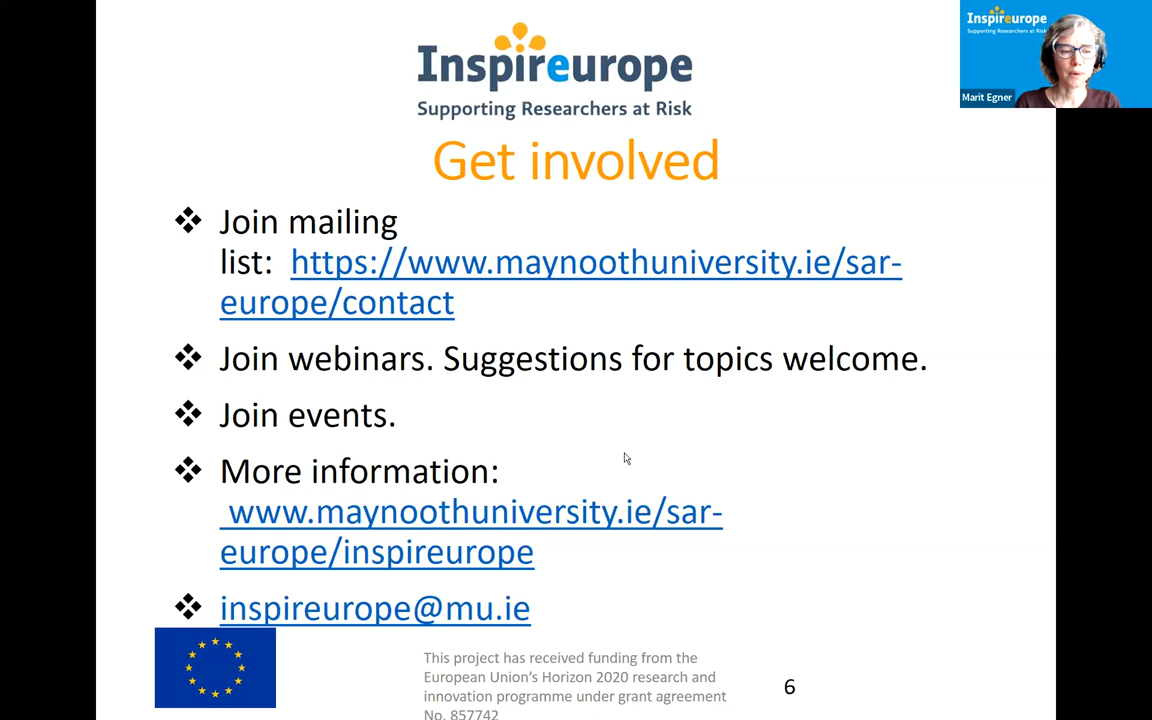 Inspireurope
Supporting Researchers at Risk
Inspireurope
Supporting Researchers at Risk
Marit Egner
Get involved
❖ Join mailing
list: https://www.maynoothuniversity.ie/sar-
europe/contact
❖ Join webinars. Suggestions for topics welcome.
❖ Join events.
❖ More information:
www.maynoothuniversity.ie/sar-
europe/inspireurope
❖ inspireurope@mu.ie
This project has received funding from the
European Union's Horizon 2020 research and
innovation programme under grant agreement
No. 857742
6